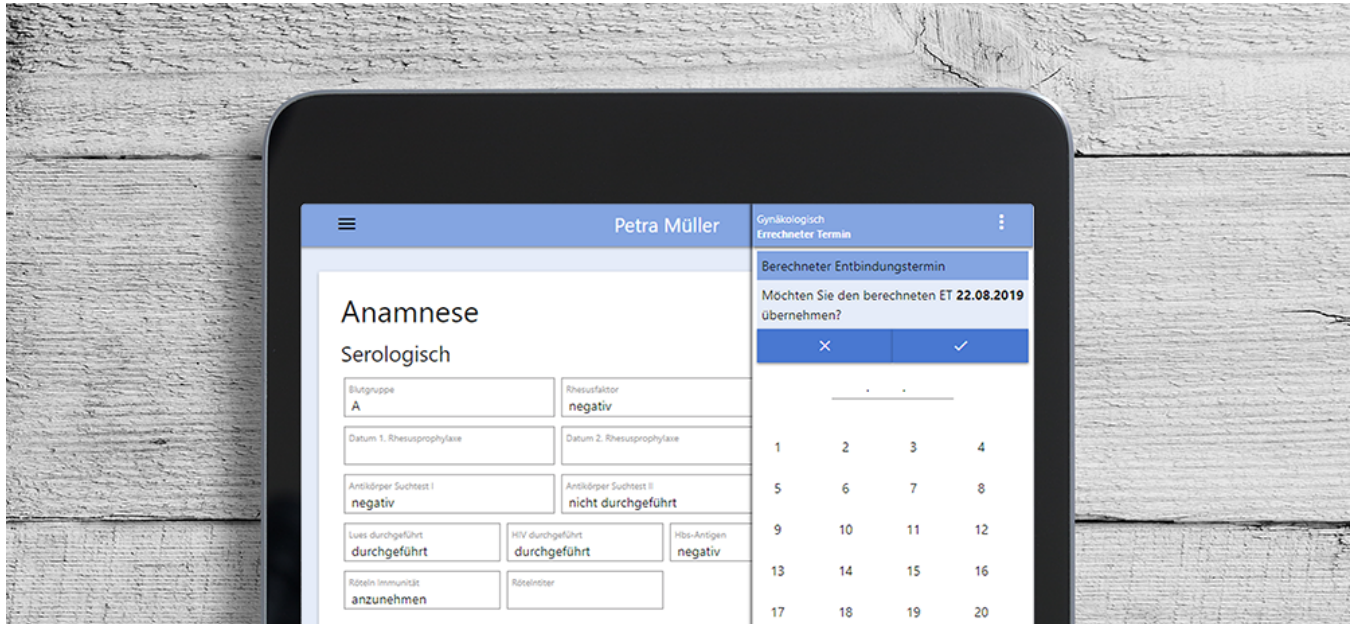 Petra Müller
Anamnese
Serologisch
Blutgruppe
A
Rhesusfaktor
negativ
Datum 1. Rhesusprophylaxe
Datum 2. Rhesusprophylaxe
Antikörper Suchtest I
negativ
Antikörper Suchtest II
nicht durchgeführt
Lues durchgeführt
durchgeführt
HIV durchgeführt
durchgeführt
Hbs-Antigen
negativ
Röteln Immunität
anzunehmen
Rötelntiter
Gynäkologisch
Errechneter Termin
Berechneter Entbindungstermin
Möchten Sie den berechneten ET 22.08.2019
übernehmen?
. .
1 2 3 4
5 6 7 8
9 10 11 12
13 14 15 16
17 18 19 20